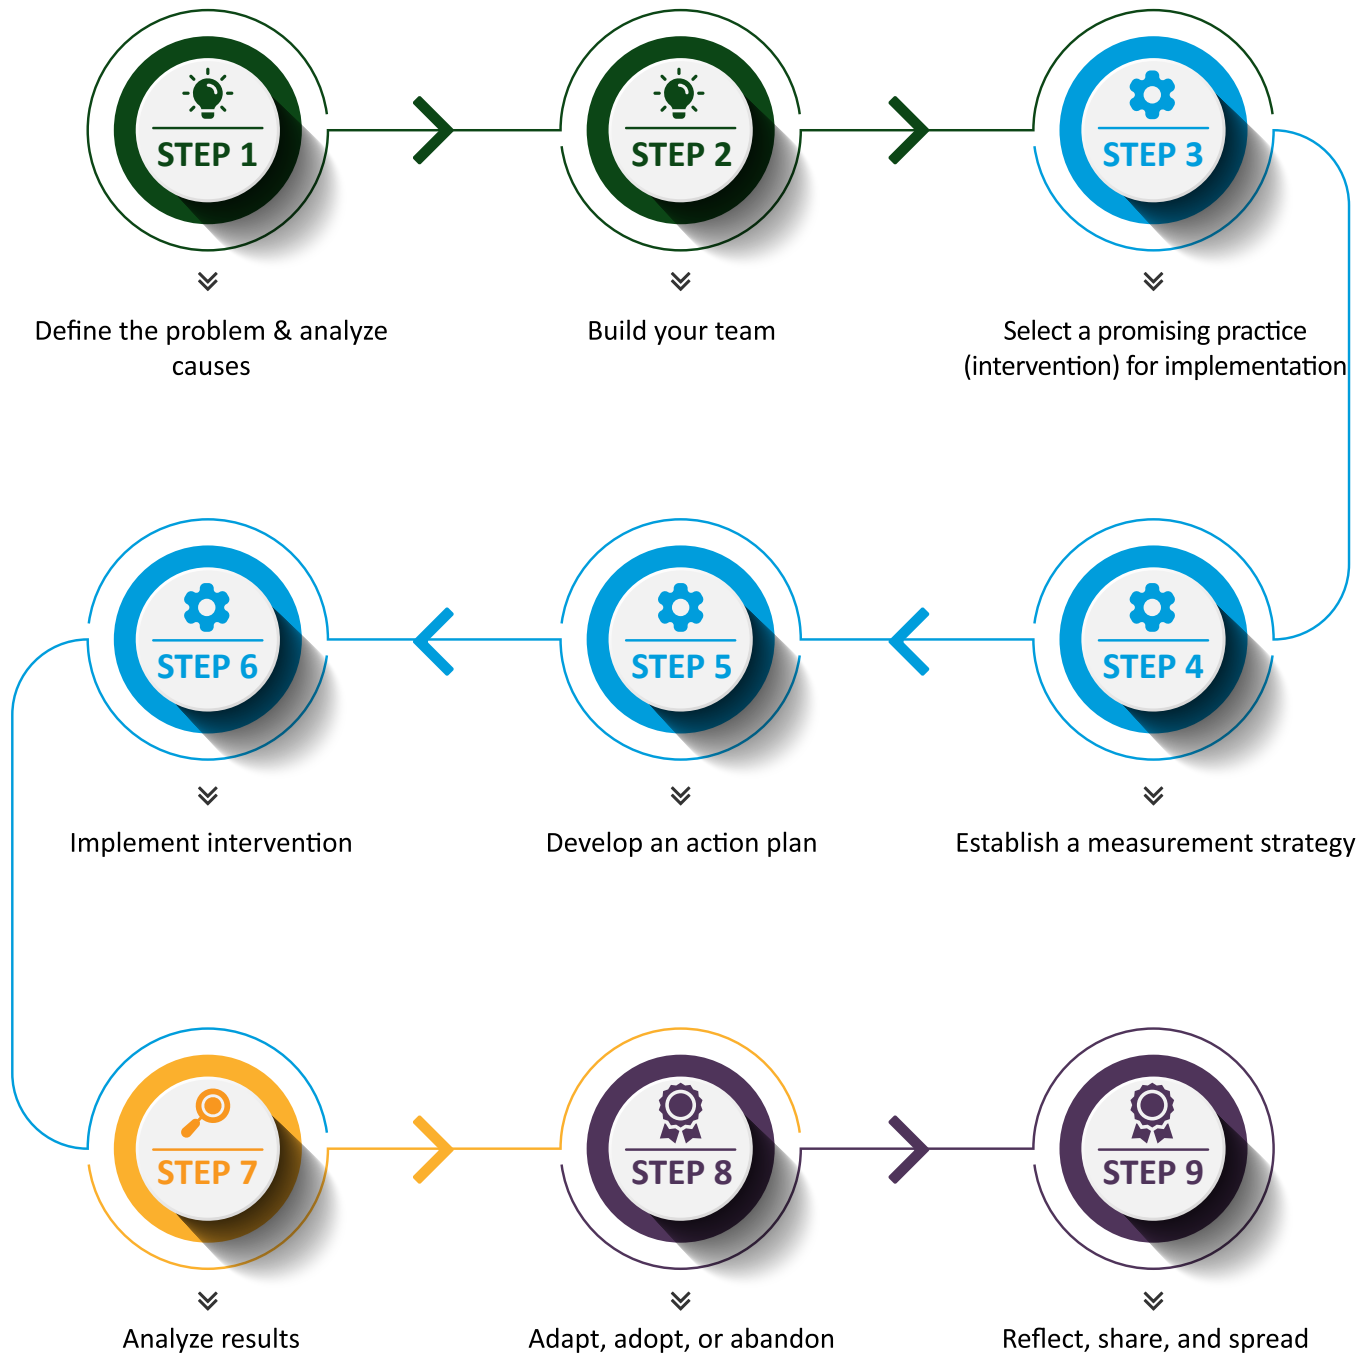 STEP 1
Define the problem & analyze
causes
STEP 2
Build your team
STEP 3
Select a promising practice
(intervention) for implementation
STEP 4
Establish a measurement strategy
STEP 5
Develop an action plan
STEP 6
Implement intervention
STEP 7
Analyze results
STEP 8
Adapt, adopt, or abandon
STEP 9
Reflect, share, and spread